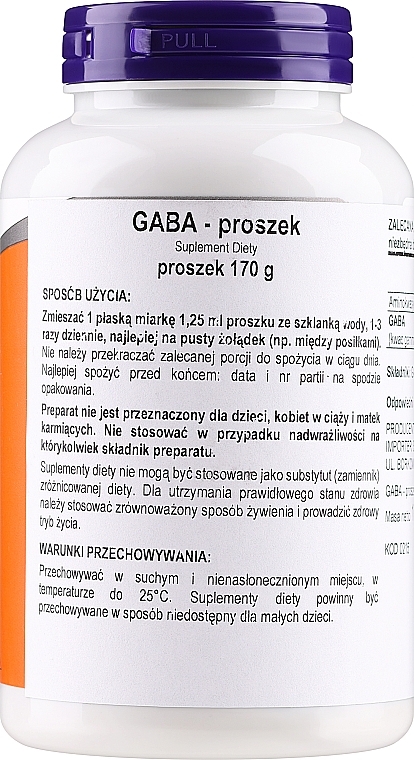 PULL
GABA - proszek
Suplement Diety
proszek 170 g
SPOSÓB UŻYCIA:
Zmieszać 1 płaską miarkę 1,25 ml proszku ze szklanką wody, 1-3
razy dziennie, najlepiej na pusty żołądek (np. między posiłkami).
Nie należy przekraczać zalecanej porcji do spożycia w ciągu dnia.
Najlepiej spożyć przed końcem: data i nr partii na spodzie
opakowania.
Preparat nie jest przeznaczony dla dzieci, kobiet w ciąży i matek
karmiących. Nie stosować w przypadku nadwrażliwości na
którykolwiek składnik preparatu.
Suplementy diety nie mogą być stosowane jako substytut (zamiennik)
zróżnicowanej diety. Dla utrzymania prawidłowego stanu zdrowia
należy stosować zrównoważony sposób żywienia i prowadzić zdrowy
tryb życia.
WARUNKI PRZECHOWYWANIA:
Przechowywać w suchym i nienasłonecznionym miejscu, w
temperaturze do 25°C. Suplementy diety powinny być
przechowywane w sposób niedostępny dla małych dzieci.
niezbędna
GABA
Masa netto
KOD 0216